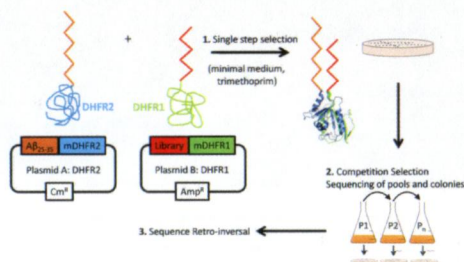 +
1. Single step selection
(minimal medium,
trimethoprim)
DHFR2
DHFR1
Aβ25-35
mDHFR2
Library
mDHFR1
Plasmid A: DHFR2
Plasmid B: DHFR1
CmR
AmpR
2. Competition Selection
Sequencing of pools and colonies
P1
P2
Pn
3. Sequence Retro-inversal